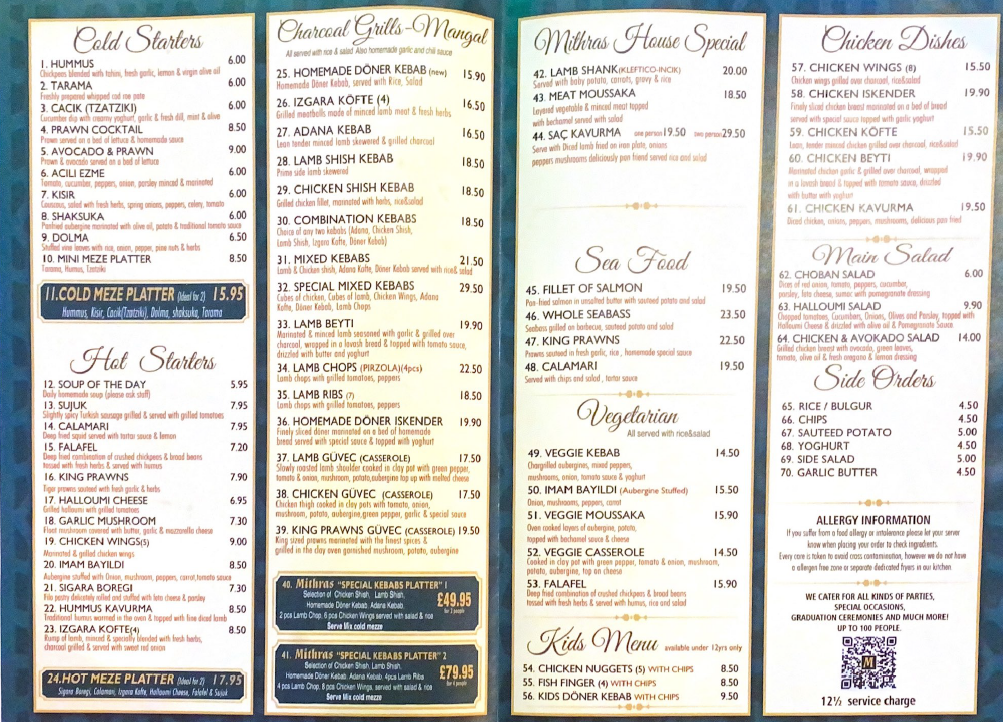 Cold Starters
1. HUMMUS 6.00
Chickpeas blended with tahini, fresh garlic, lemon & virgin olive oil
2. TARAMA 6.00
Freshly prepared whipped cod roe pate
3. CACIK (TZATZIKI) 6.00
Cucumber dip with creamy yoghurt, garlic & fresh dill, meat & olive
4. PRAWN COCKTAIL 8.50
Prawn served on a bed of lettuce & homemade sauce
5. AVOCADO & PRAWN 9.00
Prawn & avocado served on a bed of lettuce
6. ACILI EZME 6.00
Tomato, cucumber, peppers, onion, parsley minced & marinated
7. KISIR 6.00
Couscous, salad with fresh herbs, spring onions, peppers, celery, tomato
8. SHAKSUKA 6.00
Panfried aubergine marinated with olive oil, potato & traditional tomato sauce
9. DOLMA 6.50
Stuffed vine leaves with rice, onion, pepper, pine nuts & herbs
10. MINI MEZE PLATTER 8.50
Tarama, Humus, Tzatziki
11.COLD MEZE PLATTER (Ideal for 2) 15.95
Hummus, Kisir, Cacik(Tzatziki), Dolma, shaksuka, Tarama
Hot Starters
12. SOUP OF THE DAY 5.95
Daily homemade soup (please ask staff)
13. SUJUK 7.95
Slightly spicy Turkish sausage grilled & served with grilled tomatoes
14. CALAMARI 7.95
Deep fried squid served with tartar sauce & lemon
15. FALAFEL 7.20
Deep fried combination of crushed chickpeas & broad beans
tossed with fresh herbs & served with humus
16. KING PRAWNS 7.90
Tiger prawns sauteed with fresh garlic & herbs
17. HALLOUMI CHEESE 6.95
Grilled halloumi with grilled tomatoes
18. GARLIC MUSHROOM 7.30
Float mushroom covered with butter, garlic & mozzarella cheese
19. CHICKEN WINGS(5) 9.00
Marinated & grilled chicken wings
20. IMAM BAYILDI 8.50
Aubergine stuffed with Onion, mushroom, peppers, carrot,tomato sauce
21. SIGARA BOREGI 7.30
Filo pastry delicately rolled and stuffed with feta cheese & parsley
22. HUMMUS KAVURMA 8.50
Traditional humus warmed in the oven & topped with fine diced lamb
23. IZGARA KOFTE(4) 8.50
Rump of lamb, minced & specially blended with fresh herbs,
charcoal grilled & served with sweet red onion
24.HOT MEZE PLATTER (Ideal for 2) 17.95
Sigara Boregi, Calamari, Izgara Kofte, Halloumi Cheese, Falafel & Sujuk
Charcoal Grills-Mangal
All served with rice & salad Also homemade garlic and chili sauce
25. HOMEMADE DÖNER KEBAB (new) 15.90
Homemade Döner Kebab, served with Rice, Salad
26. IZGARA KÖFTE (4) 16.50
Grilled meatballs made of minced lamb meat & fresh herbs
27. ADANA KEBAB 16.50
Lean tender minced lamb skewered & grilled charcoal
28. LAMB SHISH KEBAB 18.50
Prime side lamb skewered
29. CHICKEN SHISH KEBAB 18.50
Grilled chicken fillet, marinated with herbs, rice&salad
30. COMBINATION KEBABS 18.50
Choice of any two kebabs (Adana, Chicken Shish,
Lamb Shish, Izgara Kofte, Döner Kebab)
31. MIXED KEBABS 21.50
Lamb & Chicken shish, Adana Kofte, Döner Kebab served with rice& salad
32. SPECIAL MIXED KEBABS 29.50
Cubes of chicken, Cubes of lamb, Chicken Wings, Adana
Kofte, Döner Kebab, Lamb Chops
33. LAMB BEYTI 19.90
Marinated & minced lamb seasoned with garlic & grilled over
charcoal, wrapped in a lavash bread & topped with tomato sauce,
drizzled with butter and yoghurt
34. LAMB CHOPS (PIRZOLA)(4pcs) 22.50
Lamb chops with grilled tomatoes, peppers
35. LAMB RIBS (7) 18.50
Lamb chops with grilled tomatoes, peppers
36. HOMEMADE DÖNER ISKENDER 19.90
Finely sliced döner marinated on a bed of homemade
bread served with special sauce & topped with yoghurt
37. LAMB GÜVEC (CASSEROLE) 17.50
Slowly roasted lamb shoulder cooked in clay pot with green pepper,
tomato & onion, mushroom, potato,aubergine top up with melted cheese
38. CHICKEN GÜVEC (CASSEROLE) 17.50
Chicken thigh cooked in clay pots with tomato, onion,
mushroom, potato, aubergine,green pepper, garlic & special sauce
39. KING PRAWNS GÜVEC (CASSEROLE) 19.50
King sized prawns marinated with the finest spices &
grilled in the clay oven garnished mushroom, potato, aubergine
40. Mithras "SPECIAL KEBABS PLATTER" 1
Selection of Chicken Shish, Lamb Shish,
Homemade Döner Kebab, Adana Kebab,
2 pcs Lamb Chop, 6 pcs Chicken Wings served with salad & rice
Serve Mix cold mezze
£49.95
for 2 people
41. Mithras "SPECIAL KEBABS PLATTER" 2
Selection of Chicken Shish, Lamb Shish,
Homemade Döner Kebab, Adana Kebab, 4pcs Lamb Ribs
4 pcs Lamb Chop, 8 pcs Chicken Wings, served with salad & rice
Serve Mix cold mezze
£79.95
for 4 people
Mithras House Special
42. LAMB SHANK(KLEFTICO-INCIK) 20.00
Served with baby potato, carrots, gravy & rice
43. MEAT MOUSSAKA 18.50
Layered vegetable & minced meat topped
with bechamel served with salad
44. SAÇ KAVURMA one person 19.50 two person 29.50
Serve with Diced lamb fried on iron plate, onions
peppers mushrooms deliciously pan friend served rice and salad
Sea Food
45. FILLET OF SALMON 19.50
Pan-fried salmon in unsalted butter with sauteed potato and salad
46. WHOLE SEABASS 23.50
Seabass grilled on barbecue, sauteed potato and salad
47. KING PRAWNS 22.50
Prawns sauteed in fresh garlic, rice , homemade special sauce
48. CALAMARI 19.50
Served with chips and salad , tartar sauce
Vegetarian
All served with rice&salad
49. VEGGIE KEBAB 14.50
Chargrilled aubergines, mixed peppers,
mushrooms, onion, tomato sauce & yoghurt
50. IMAM BAYILDI (Aubergine Stuffed) 15.50
Onion, mushrooms, peppers, carrot
51. VEGGIE MOUSSAKA 15.90
Oven cooked layers of aubergine, potato,
topped with bechamel sauce & cheese
52. VEGGIE CASSEROLE 14.50
Cooked in clay pot with green pepper, tomato & onion, mushroom,
potato, aubergine, top on cheese
53. FALAFEL 15.90
Deep fried combination of crushed chickpeas & broad beans
tossed with fresh herbs & served with humus, rice and salad
Kids Menu available under 12yrs only
54. CHICKEN NUGGETS (5) WITH CHIPS 8.50
55. FISH FINGER (4) WITH CHIPS 8.50
56. KIDS DÖNER KEBAB WITH CHIPS 9.50
Chicken Dishes
57. CHICKEN WINGS (8) 15.50
Chicken wings grilled over charcoal, rice&salad
58. CHICKEN ISKENDER 19.90
Finely sliced chicken breast marinated on a bed of bread
served with special sauce topped with garlic yoghurt
59. CHICKEN KÖFTE 15.50
Lean, tender minced chicken grilled over charcoal, rice&salad
60. CHICKEN BEYTI 19.90
Marinated chicken garlic & grilled over charcoal, wrapped
in a lavash bread & topped with tomato sauce, drizzled
with butter with yoghurt
61. CHICKEN KAVURMA 19.50
Diced chicken, onions, peppers, mushrooms, delicious pan fried
Main Salad
62. CHOBAN SALAD 6.00
Dices of red onion, tomato, peppers, cucumber,
parsley, feta cheese, sumac with pomegranate dressing
63. HALLOUMI SALAD 9.90
Chopped tomatoes, Cucumbers, Onions, Olives and Parsley, topped with
Halloumi Cheese & drizzled with olive oil & Pomegranate Sauce
64. CHICKEN & AVOKADO SALAD 14.00
Grilled chicken breast with avocado, green leaves,
tomato, olive oil & fresh oregano & lemon dressing
Side Orders
65. RICE / BULGUR 4.50
66. CHIPS 4.50
67. SAUTEED POTATO 5.00
68. YOGHURT 4.50
69. SIDE SALAD 5.00
70. GARLIC BUTTER 4.50
ALLERGY INFORMATION
If you suffer from a food allergy or intolerance please let your server
know when placing your order to check ingredients.
Every care is taken to avoid cross contamination, however we do not have
a allergen free zone or separate dedicated fryers in our kitchen
WE CATER FOR ALL KINDS OF PARTIES,
SPECIAL OCCASIONS,
GRADUATION CEREMONIES AND MUCH MORE!
UP TO 100 PEOPLE.
M
12½ service charge